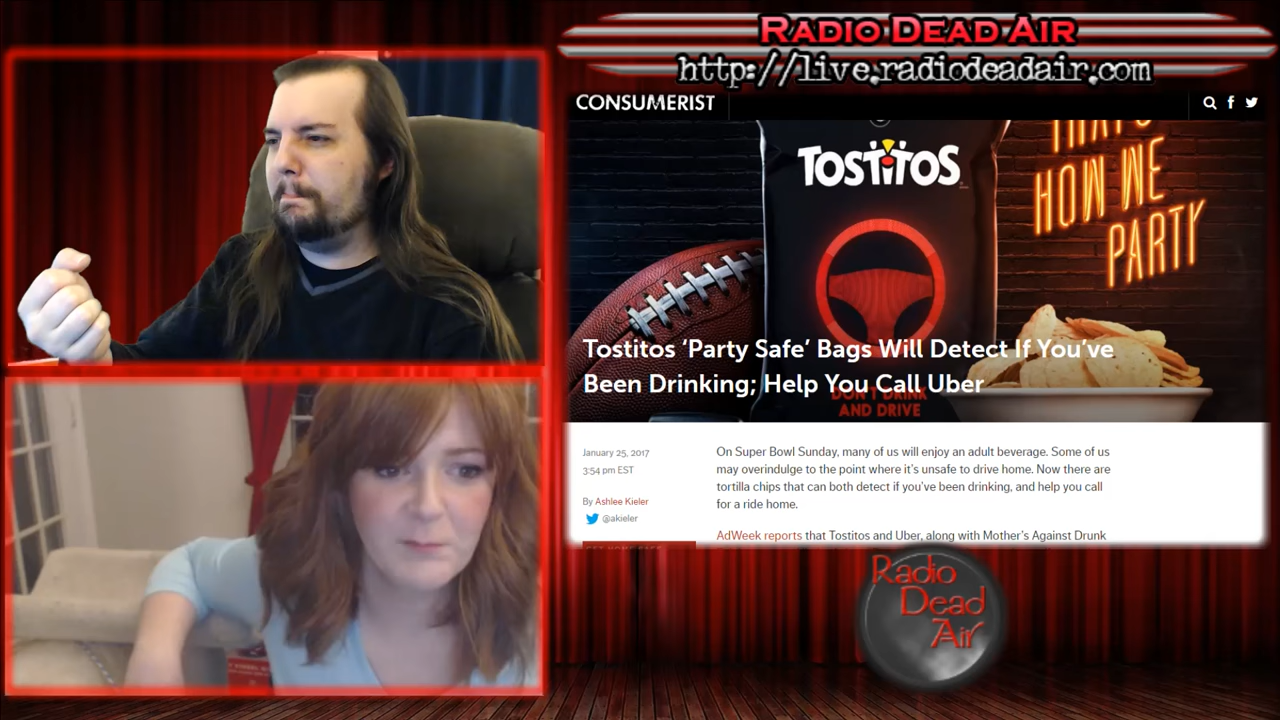 RADIO DEAD AIR
http://live.radiodeadair.com
CONSUMERIST
TOSTITOS
THAT'S
HOW WE
PARTY
Tostitos ‘Party Safe’ Bags Will Detect If You’ve
Been Drinking; Help You Call Uber
DON'T DRINK
AND DRIVE
January 25, 2017
3:54 pm EST
By Ashlee Kieler
@akieler
On Super Bowl Sunday, many of us will enjoy an adult beverage. Some of us
may overindulge to the point where it’s unsafe to drive home. Now there are
tortilla chips that can both detect if you’ve been drinking, and help you call
for a ride home.
AdWeek reports that Tostitos and Uber, along with Mother’s Against Drunk
GET HOME SAFE
Radio
Dead
Air